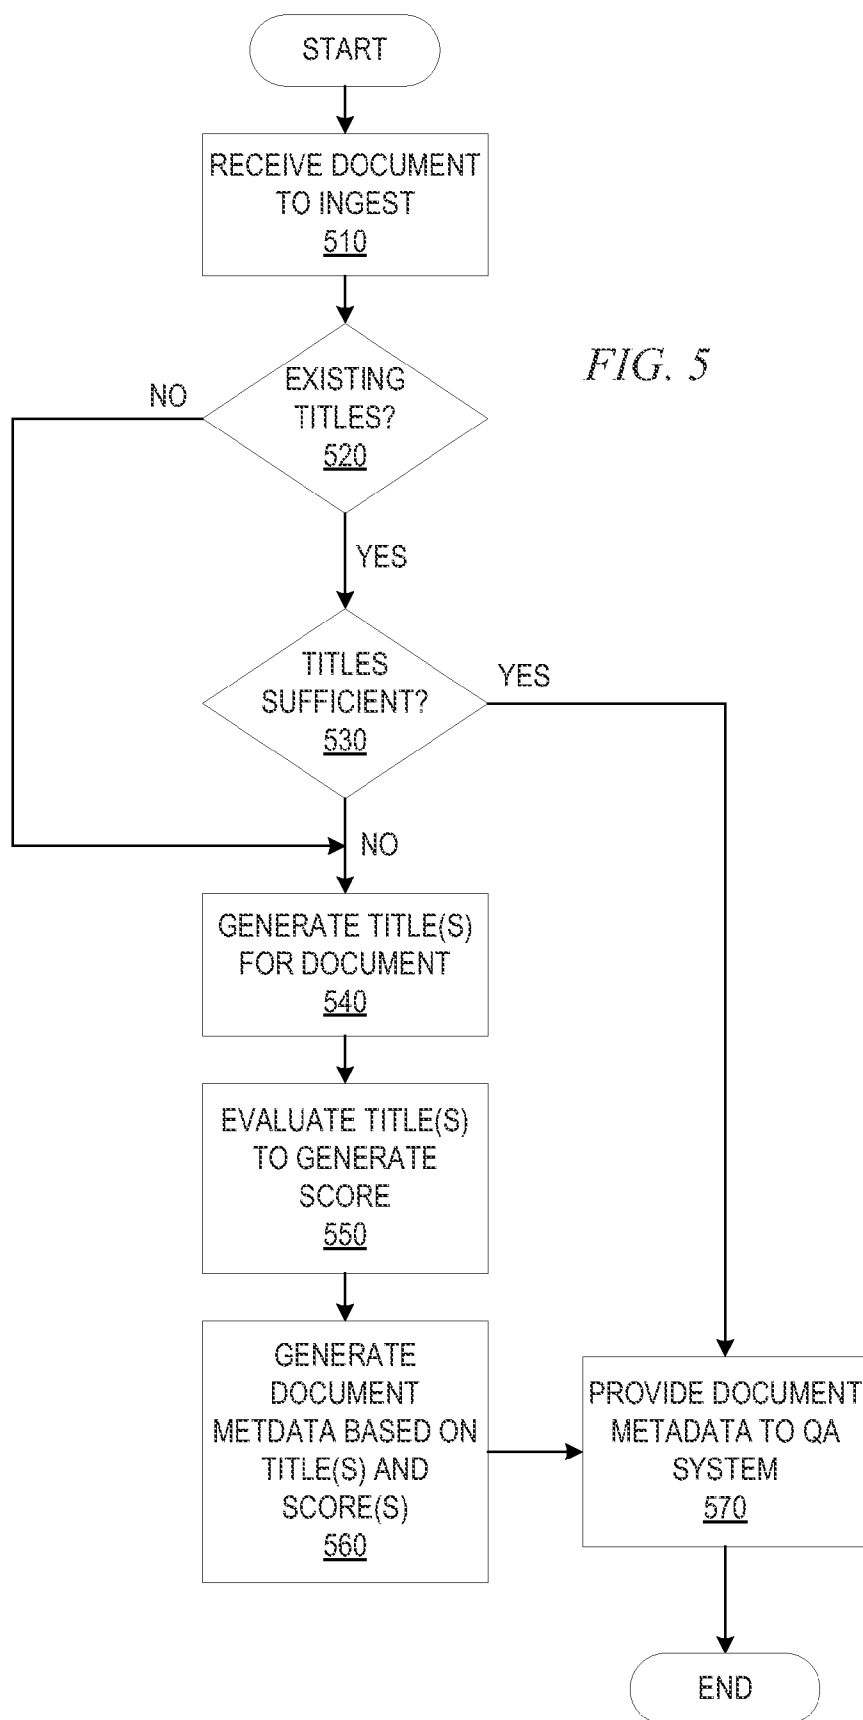 START
RECEIVE DOCUMENT
TO INGEST
510
FIG. 5
EXISTING
TITLES?
520
NO
YES
TITLES
SUFFICIENT?
530
YES
NO
GENERATE TITLE(S)
FOR DOCUMENT
540
EVALUATE TITLE(S)
TO GENERATE
SCORE
550
GENERATE
DOCUMENT
METDATA BASED ON
TITLE(S) AND
SCORE(S)
560
PROVIDE DOCUMENT
METADATA TO QA
SYSTEM
570
END